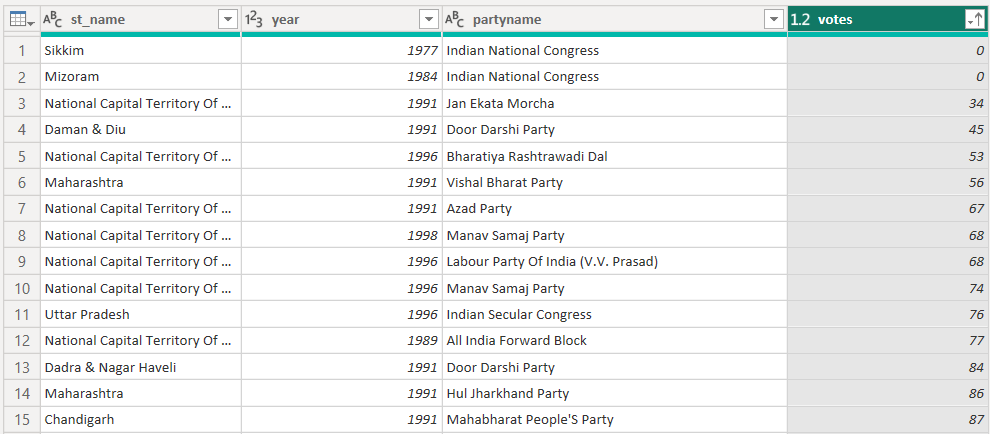 ABC st_name 123 year ABC partyname 1.2 votes
1 Sikkim 1977 Indian National Congress 0
2 Mizoram 1984 Indian National Congress 0
3 National Capital Territory Of ... 1991 Jan Ekata Morcha 34
4 Daman & Diu 1991 Door Darshi Party 45
5 National Capital Territory Of ... 1996 Bharatiya Rashtrawadi Dal 53
6 Maharashtra 1991 Vishal Bharat Party 56
7 National Capital Territory Of ... 1991 Azad Party 67
8 National Capital Territory Of ... 1998 Manav Samaj Party 68
9 National Capital Territory Of ... 1996 Labour Party Of India (V.V. Prasad) 68
10 National Capital Territory Of ... 1996 Manav Samaj Party 74
11 Uttar Pradesh 1996 Indian Secular Congress 76
12 National Capital Territory Of ... 1989 All India Forward Block 77
13 Dadra & Nagar Haveli 1991 Door Darshi Party 84
14 Maharashtra 1991 Hul Jharkhand Party 86
15 Chandigarh 1991 Mahabharat People'S Party 87